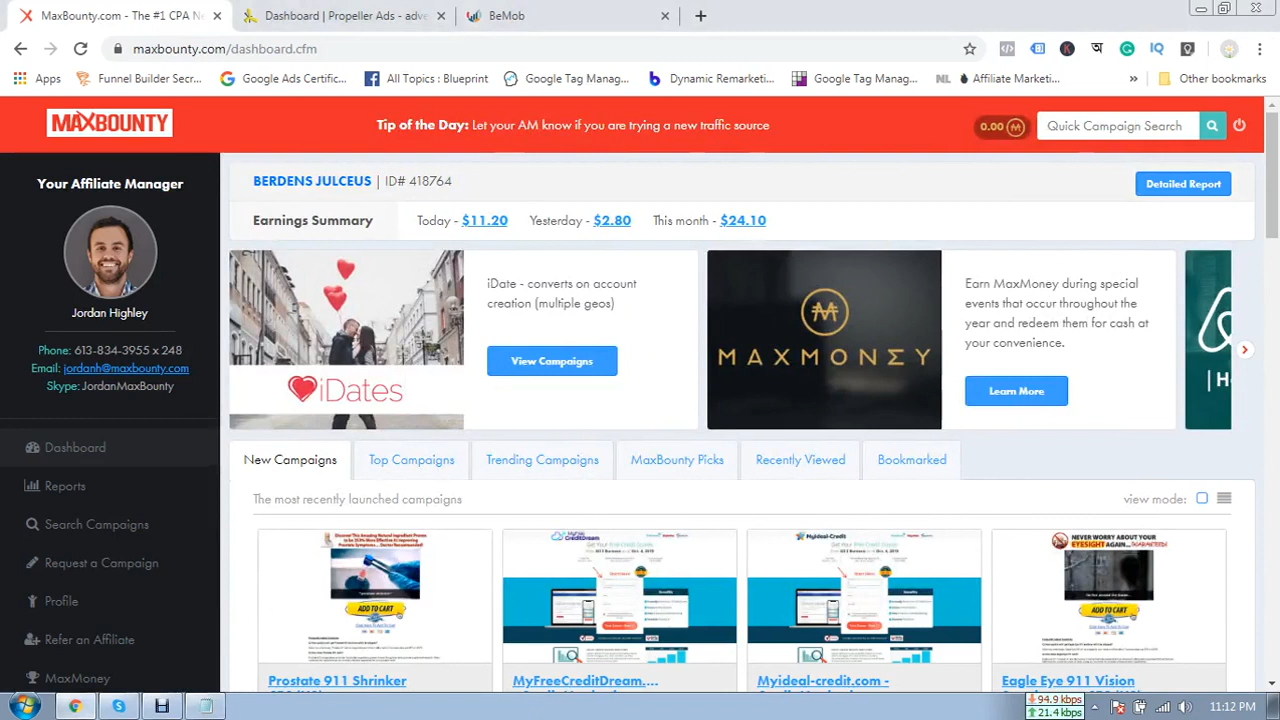 MaxBounty.com - The #1 CPA Ne
Dashboard | Propeller Ads - adve
BeMob
maxbounty.com/dashboard.cfm
Apps
Funnel Builder Secr...
Google Ads Certific...
All Topics : Blueprint
Google Tag Manag...
Dynamic remarketi...
Google Tag Manag...
NL
Affiliate Marketi...
»
Other bookmarks
MAXBOUNTY
Tip of the Day: Let your AM know if you are trying a new traffic source
0.00
Quick Campaign Search
Your Affiliate Manager
Jordan Highley
Phone: 613-834-3955 x 248
Email: jordanh@maxbounty.com
Skype: JordanMaxBounty
Dashboard
Reports
Search Campaigns
Request a Campaign
Profile
Refer an Affiliate
MaxMoney
BERDENS JULCEUS | ID# 418764
Detailed Report
Earnings Summary
Today - $11.20 Yesterday - $2.80 This month - $24.10
iDates
iDate - converts on account
creation (multiple geos)
View Campaigns
MAXMONEY
Earn MaxMoney during special
events that occur throughout the
year and redeem them for cash at
your convenience.
Learn More
| H
New Campaigns
Top Campaigns
Trending Campaigns
MaxBounty Picks
Recently Viewed
Bookmarked
The most recently launched campaigns
view mode:
ADD TO CART
MyFreeCreditDream
MyIdeal-Credit
NEVER WORRY ABOUT YOUR
EYESIGHT AGAIN...
ADD TO CART
Prostate 911 Shrinker
MyFreeCreditDream....
Myideal-credit.com -
Eagle Eye 911 Vision
94.9 kbps
21.4 kbps
11:12 PM